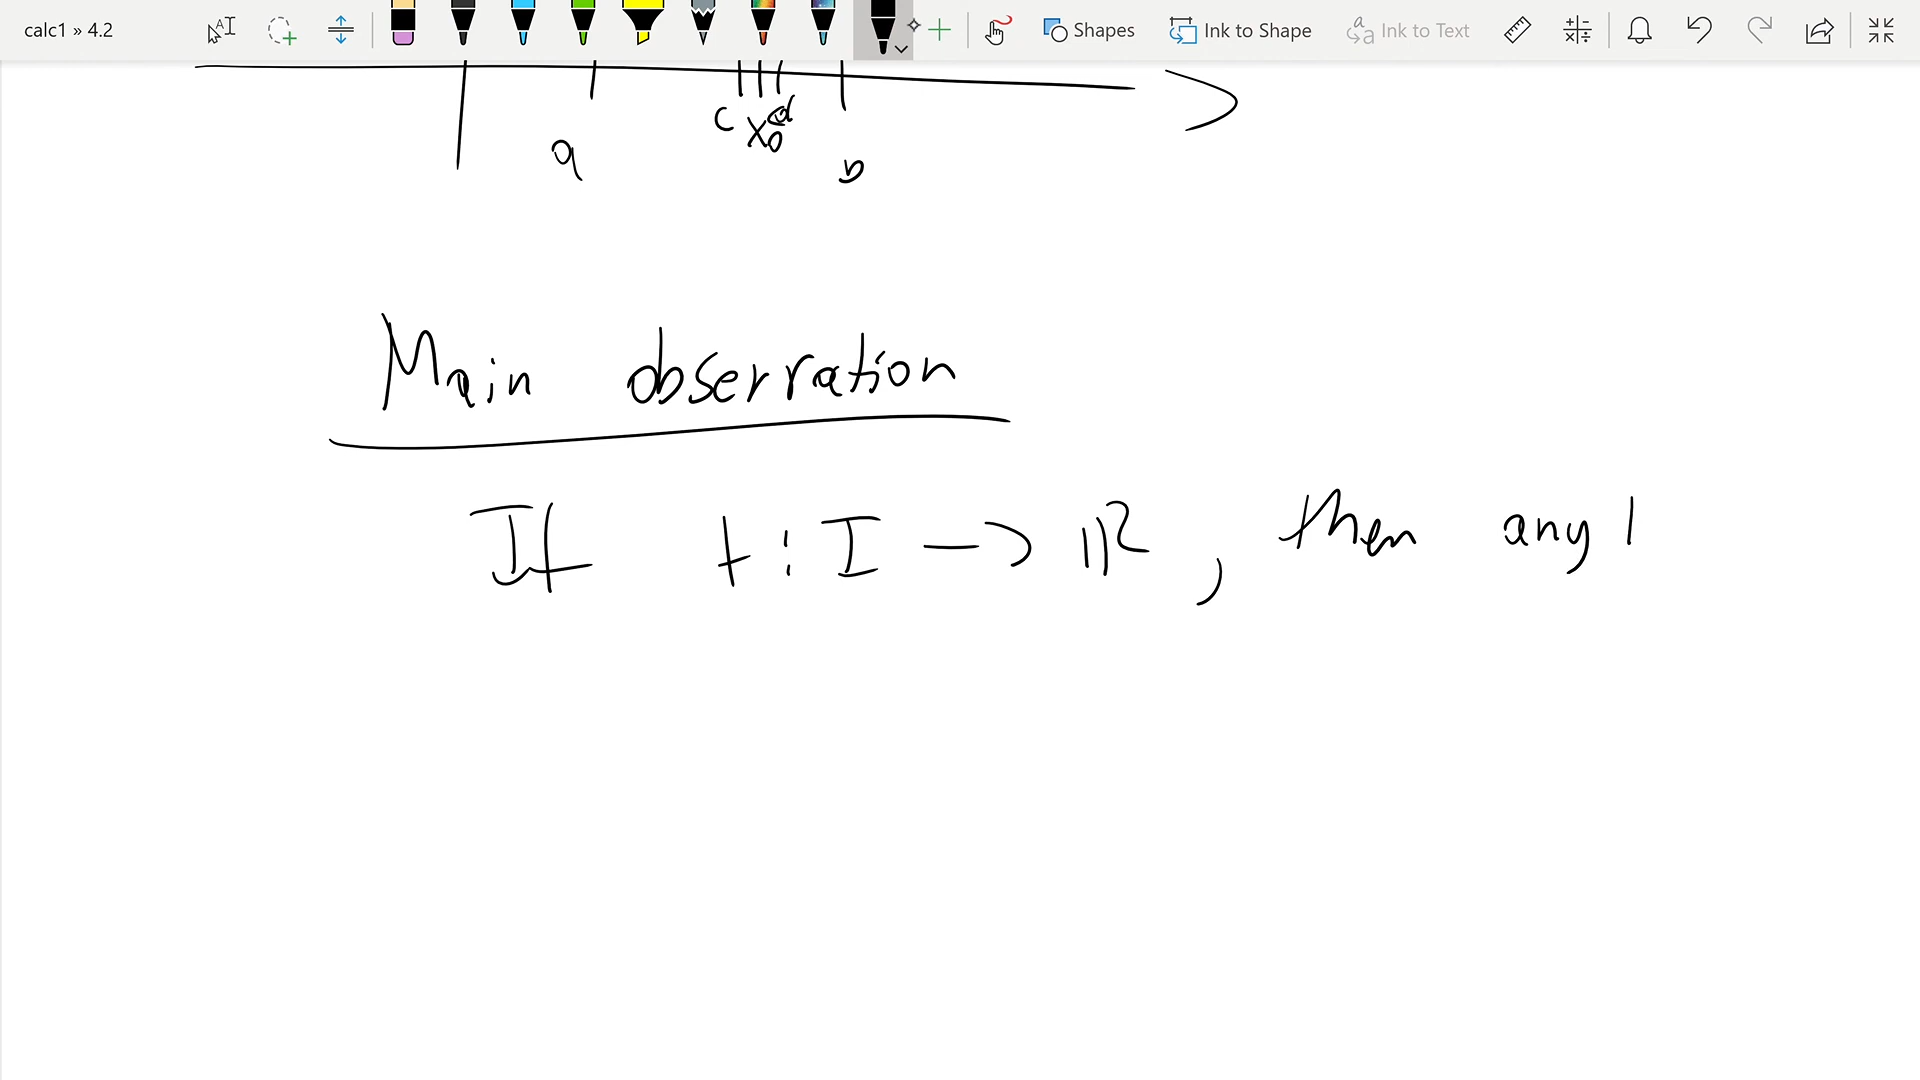 calc1 » 4.2
Shapes
Ink to Shape
Ink to Text
c x₀ d
a
b
Main observation
If f : I → ℝ , then any